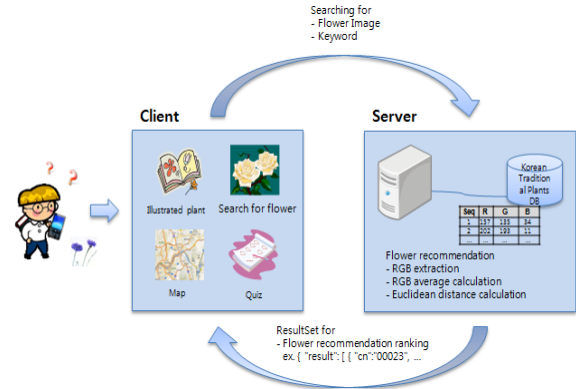 Searching for
- Flower Image
- Keyword
Client
Server
Illustrated plant
Search for flower
Map
Quiz
Korean
Tradition
al Plants
DB
Seq R G B
1 157 135 34
2 202 193 11
... ... ... ...
Flower recommendation
- RGB extraction
- RGB average calculation
- Euclidean distance calculation
ResultSet for
- Flower recommendation ranking
ex. { "result": [ { "cn":"00023", ...